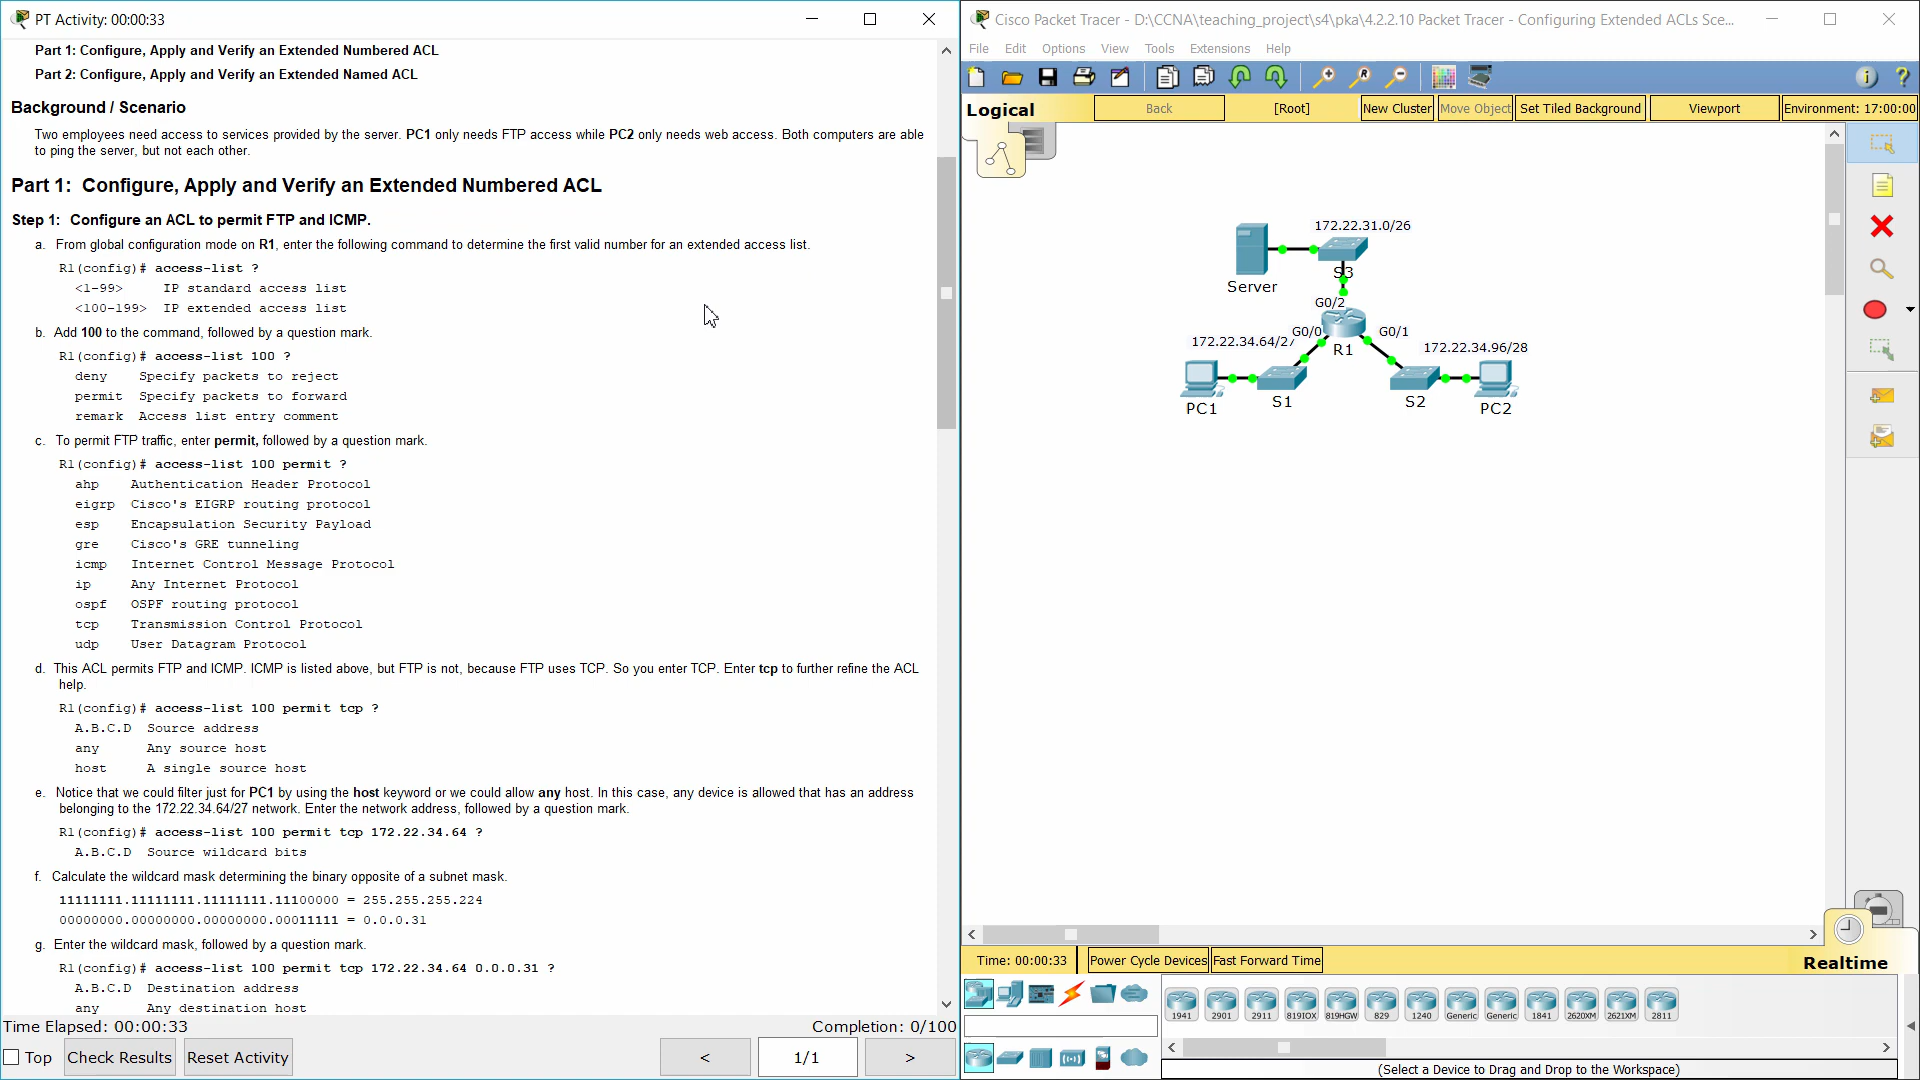 PT Activity: 00:00:33
Part 1: Configure, Apply and Verify an Extended Numbered ACL
Part 2: Configure, Apply and Verify an Extended Named ACL
Background / Scenario
Two employees need access to services provided by the server. PC1 only needs FTP access while PC2 only needs web access. Both computers are able
to ping the server, but not each other.
Part 1: Configure, Apply and Verify an Extended Numbered ACL
Step 1: Configure an ACL to permit FTP and ICMP.
a. From global configuration mode on R1, enter the following command to determine the first valid number for an extended access list.
R1(config)# access-list ?
<1-99> IP standard access list
<100-199> IP extended access list
b. Add 100 to the command, followed by a question mark.
R1(config)# access-list 100 ?
deny Specify packets to reject
permit Specify packets to forward
remark Access list entry comment
c. To permit FTP traffic, enter permit, followed by a question mark.
R1(config)# access-list 100 permit ?
ahp Authentication Header Protocol
eigrp Cisco's EIGRP routing protocol
esp Encapsulation Security Payload
gre Cisco's GRE tunneling
icmp Internet Control Message Protocol
ip Any Internet Protocol
ospf OSPF routing protocol
tcp Transmission Control Protocol
udp User Datagram Protocol
d. This ACL permits FTP and ICMP. ICMP is listed above, but FTP is not, because FTP uses TCP. So you enter TCP. Enter tcp to further refine the ACL
help.
R1(config)# access-list 100 permit tcp ?
A.B.C.D Source address
any Any source host
host A single source host
e. Notice that we could filter just for PC1 by using the host keyword or we could allow any host. In this case, any device is allowed that has an address
belonging to the 172.22.34.64/27 network. Enter the network address, followed by a question mark.
R1(config)# access-list 100 permit tcp 172.22.34.64 ?
A.B.C.D Source wildcard bits
f. Calculate the wildcard mask determining the binary opposite of a subnet mask.
11111111.11111111.11111111.11100000 = 255.255.255.224
00000000.00000000.00000000.00011111 = 0.0.0.31
g. Enter the wildcard mask, followed by a question mark.
R1(config)# access-list 100 permit tcp 172.22.34.64 0.0.0.31 ?
A.B.C.D Destination address
any Any destination host
Time Elapsed: 00:00:33 Completion: 0/100
Top Check Results Reset Activity < 1/1 >
Cisco Packet Tracer - D:\CCNA\teaching_project\s4\pka\4.2.2.10 Packet Tracer - Configuring Extended ACLs Sce...
File Edit Options View Tools Extensions Help
Logical Back [Root] New Cluster Move Object Set Tiled Background Viewport Environment: 17:00:00
172.22.31.0/26
S3
Server
G0/2
G0/0 G0/1
172.22.34.64/27
R1
172.22.34.96/28
PC1 S1 S2 PC2
Time: 00:00:33 Power Cycle Devices Fast Forward Time
Realtime
1941 2901 2911 819IOX 819HGW 829 1240 Generic Generic 1841 2620XM 2621XM 2811
(Select a Device to Drag and Drop to the Workspace)